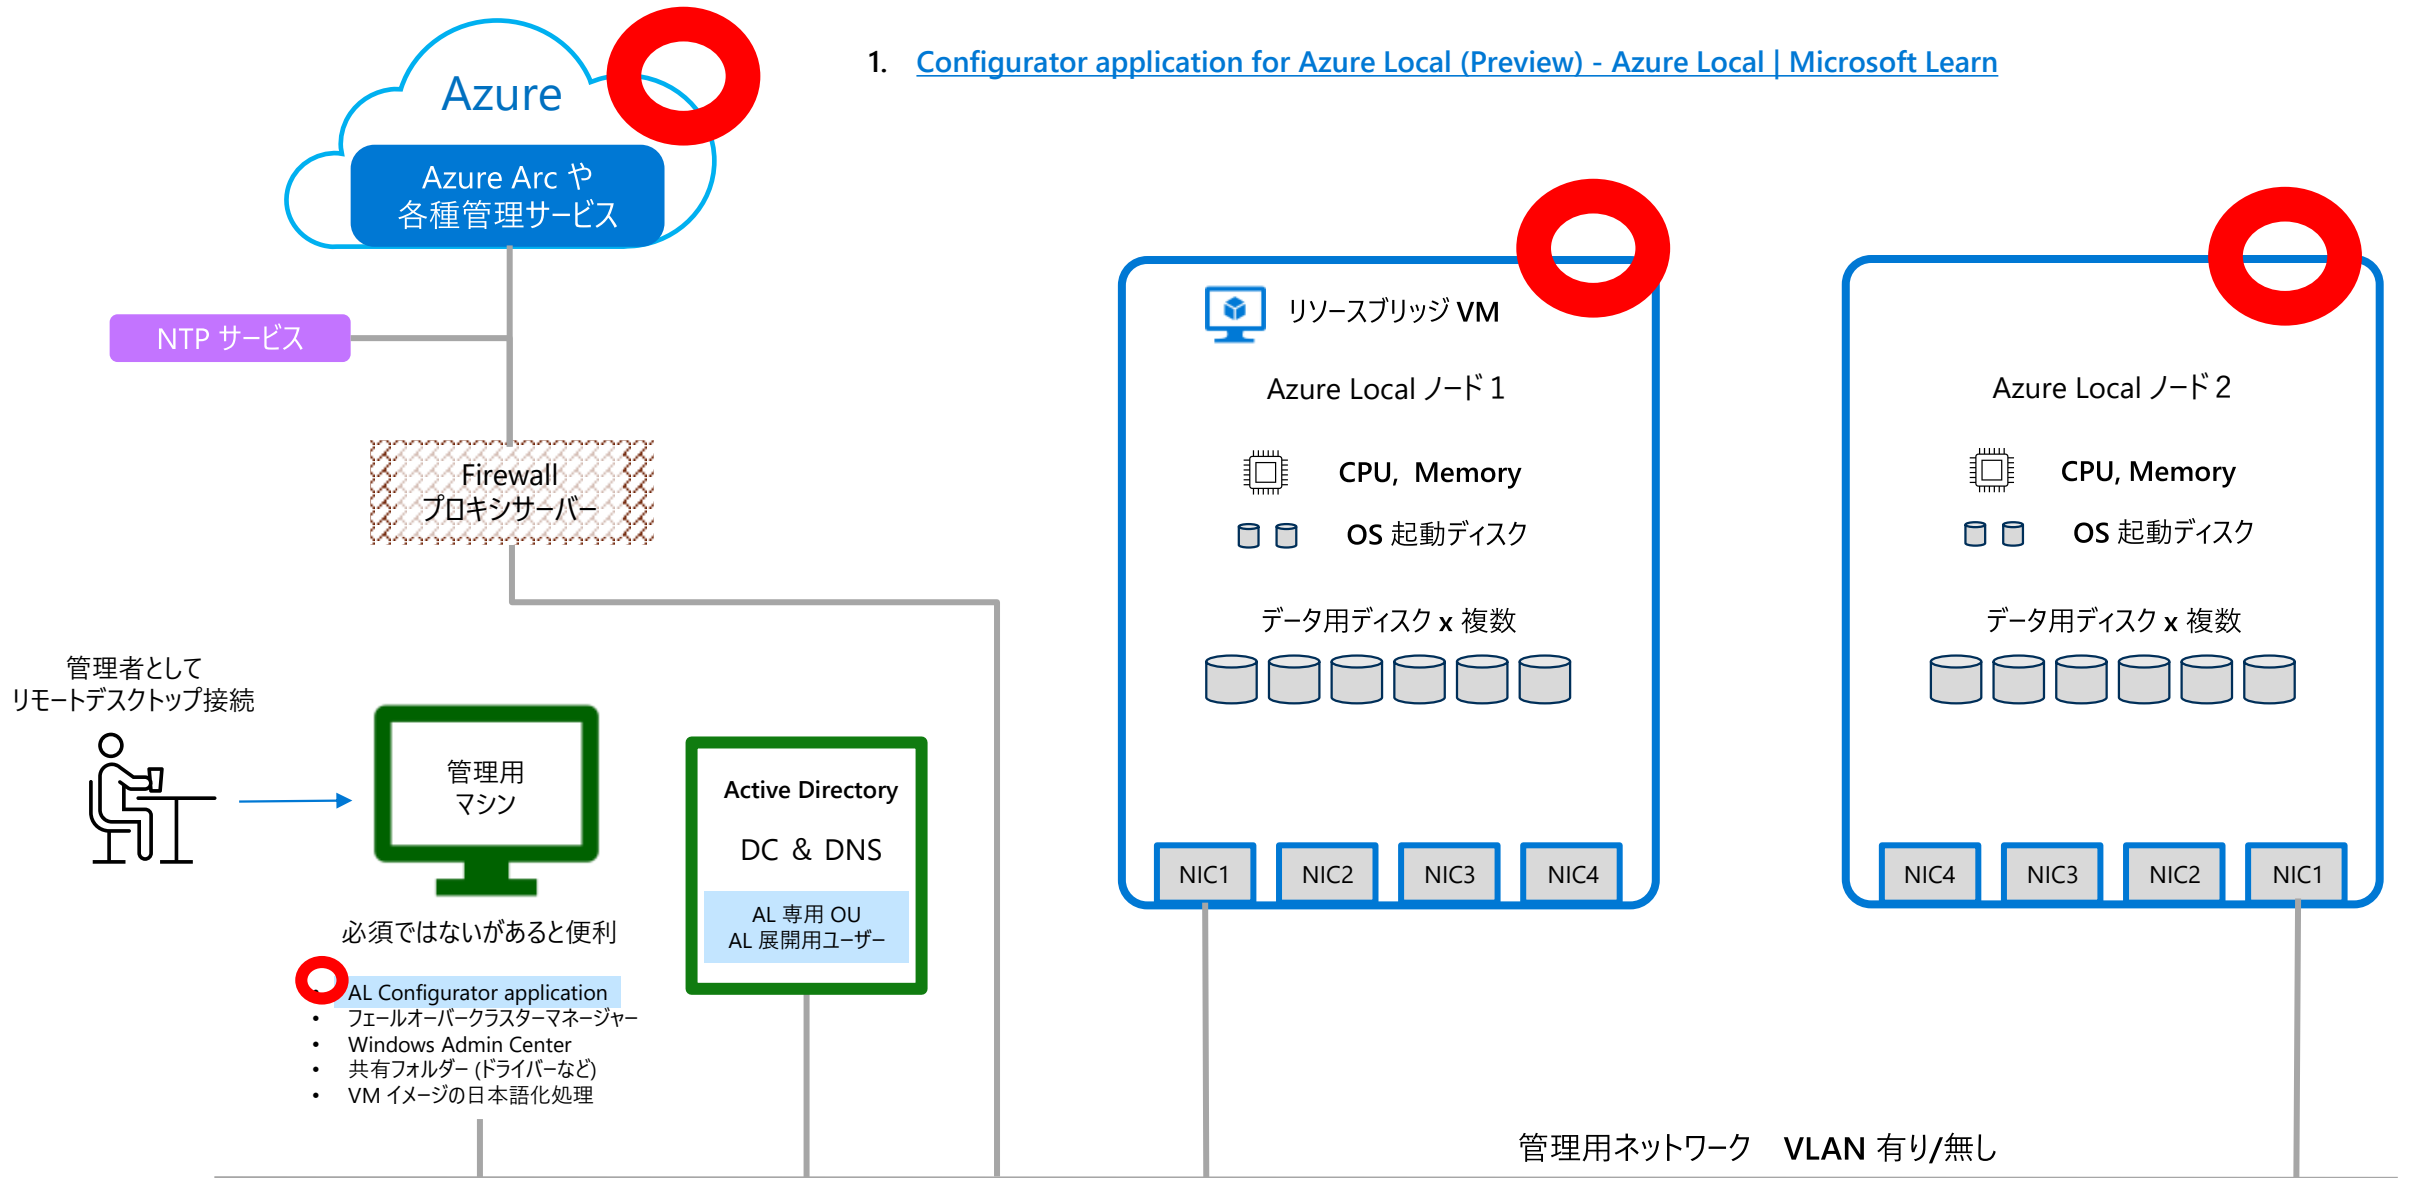 1. Configurator application for Azure Local (Preview) - Azure Local | Microsoft Learn
Azure
Azure Arc や
各種管理サービス
NTP サービス
Firewall
プロキシサーバー
管理者として
リモートデスクトップ接続
管理用
マシン
必須ではないがあると便利
• AL Configurator application
• フェールオーバークラスターマネージャー
• Windows Admin Center
• 共有フォルダー (ドライバーなど)
• VM イメージの日本語化処理
Active Directory
DC & DNS
AL 専用 OU
AL 展開用ユーザー
リソースブリッジ VM
Azure Local ノード 1
CPU, Memory
OS 起動ディスク
データ用ディスク x 複数
NIC1 NIC2 NIC3 NIC4
Azure Local ノード 2
CPU, Memory
OS 起動ディスク
データ用ディスク x 複数
NIC4 NIC3 NIC2 NIC1
管理用ネットワーク VLAN 有り/無し